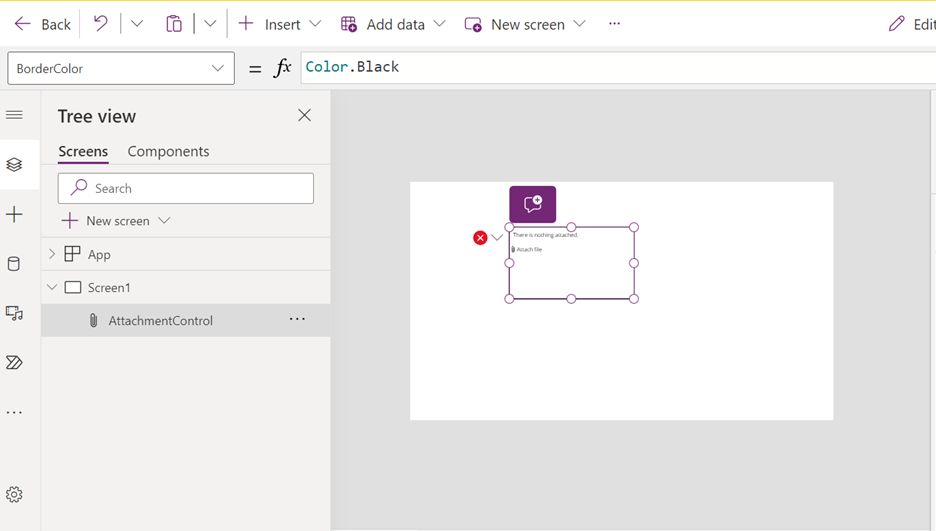 Back
Insert
Add data
New screen
...
Edit
BorderColor
= fx
Color.Black
Tree view
Screens
Components
Search
New screen
App
Screen1
AttachmentControl
...
There is nothing attached.
Attach file